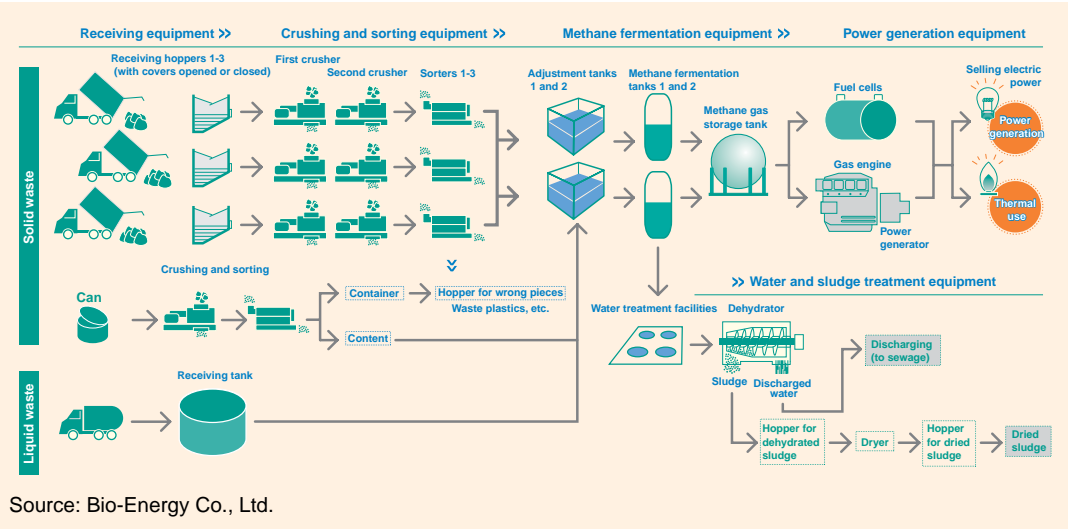 Receiving equipment »
Crushing and sorting equipment »
Methane fermentation equipment »
Power generation equipment
Solid waste
Receiving hoppers 1-3
(with covers opened or closed)
First crusher
Second crusher
Sorters 1-3
Adjustment tanks
1 and 2
Methane fermentation
tanks 1 and 2
Methane gas
storage tank
Fuel cells
Gas engine
Power
generator
Selling electric
power
Power
generation
Thermal
use
Crushing and sorting
Can
Container
Hopper for wrong pieces
Waste plastics, etc.
Content
» Water and sludge treatment equipment
Water treatment facilities
Dehydrator
Sludge
Discharged
water
Discharging
(to sewage)
Hopper for
dehydrated
sludge
Dryer
Hopper
for dried
sludge
Dried
sludge
Liquid waste
Receiving tank
Source: Bio-Energy Co., Ltd.